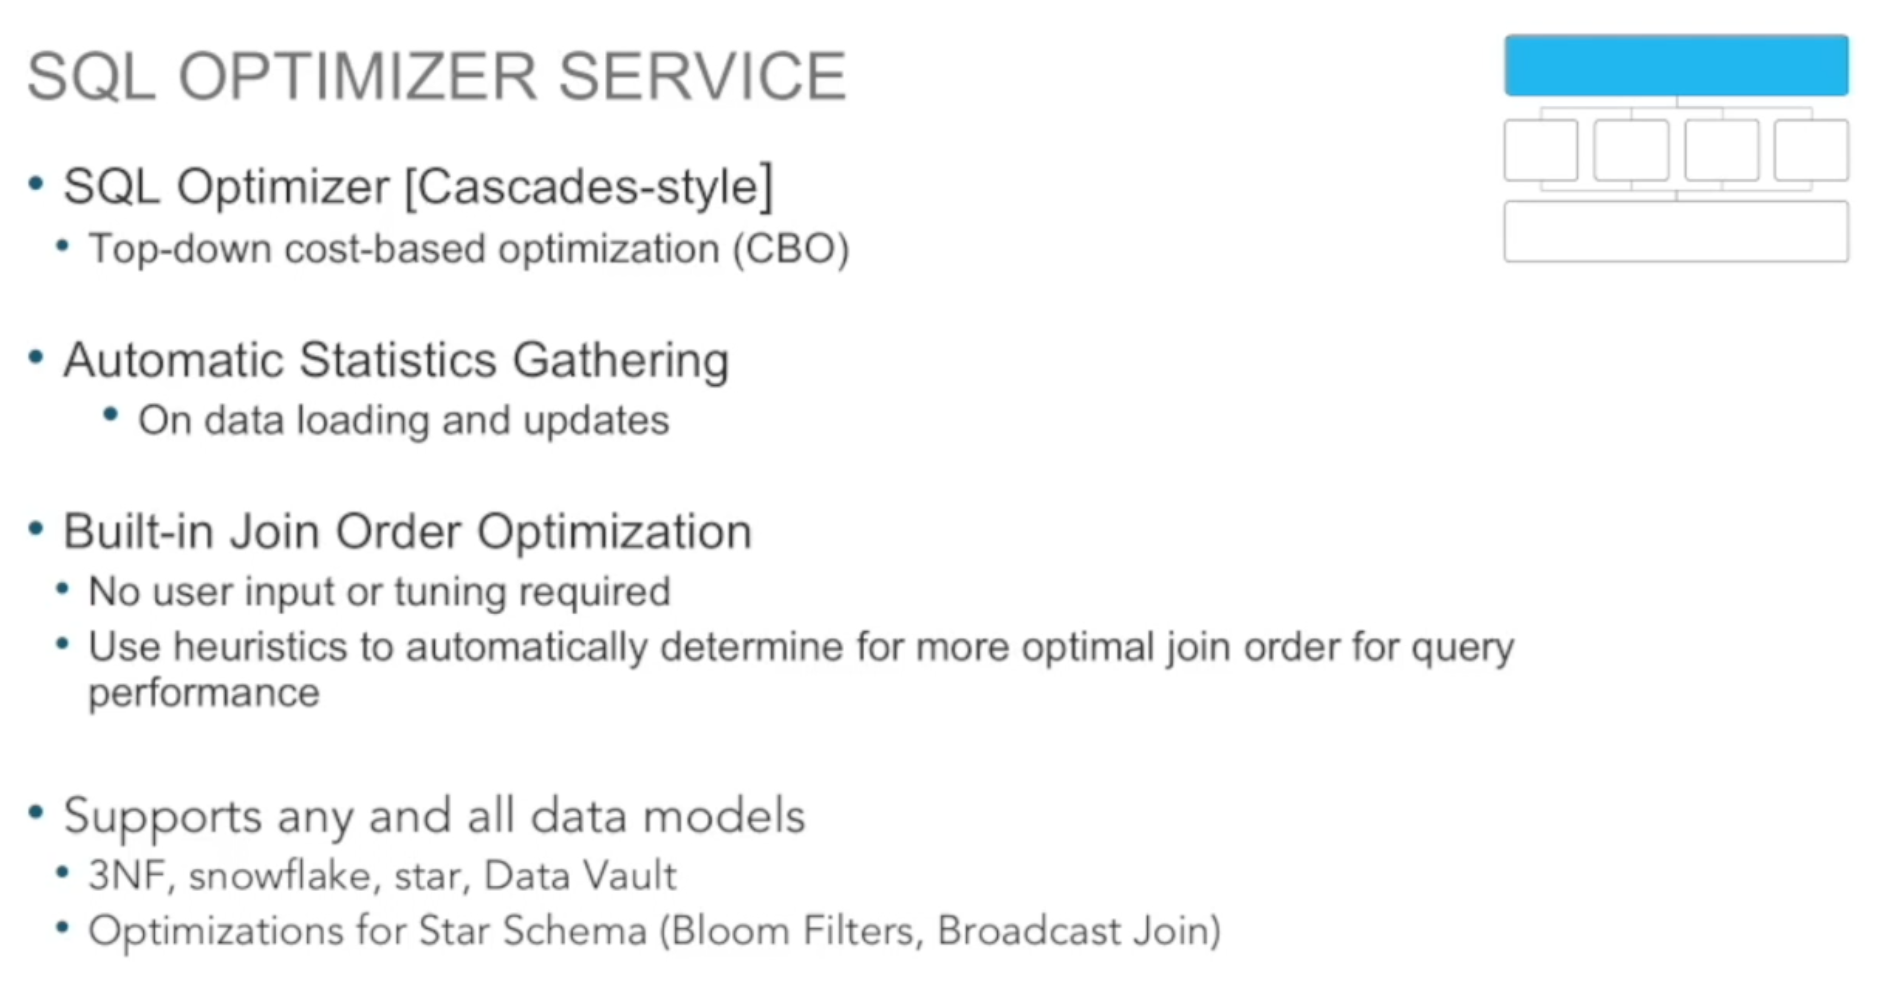 SQL OPTIMIZER SERVICE
• SQL Optimizer [Cascades-style]
• Top-down cost-based optimization (CBO)
• Automatic Statistics Gathering
• On data loading and updates
• Built-in Join Order Optimization
• No user input or tuning required
• Use heuristics to automatically determine for more optimal join order for query
performance
• Supports any and all data models
• 3NF, snowflake, star, Data Vault
• Optimizations for Star Schema (Bloom Filters, Broadcast Join)